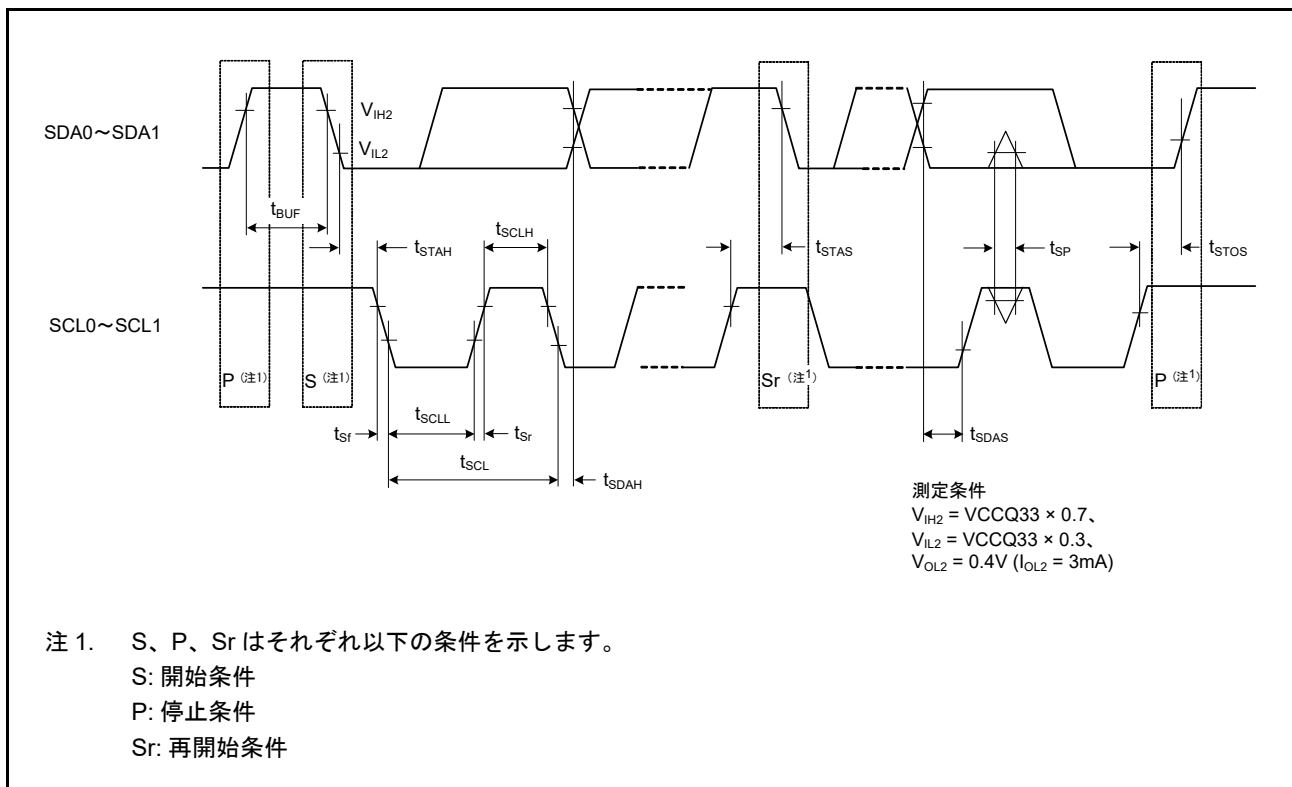 SDA0～SDA1
V_IH2
V_IL2
t_BUF
t_STAH
t_SCLH
t_STAS
t_SP
t_STOS
SCL0～SCL1
P（注1）
S（注1）
Sr（注1）
P（注1）
t_Sf
t_SCLL
t_Sr
t_SCL
t_SDAH
t_SDAS
測定条件
V_IH2 = VCCQ33 × 0.7、
V_IL2 = VCCQ33 × 0.3、
V_OL2 = 0.4V (I_OL2 = 3mA)
注 1. S、P、Sr はそれぞれ以下の条件を示します。
S: 開始条件
P: 停止条件
Sr: 再開始条件